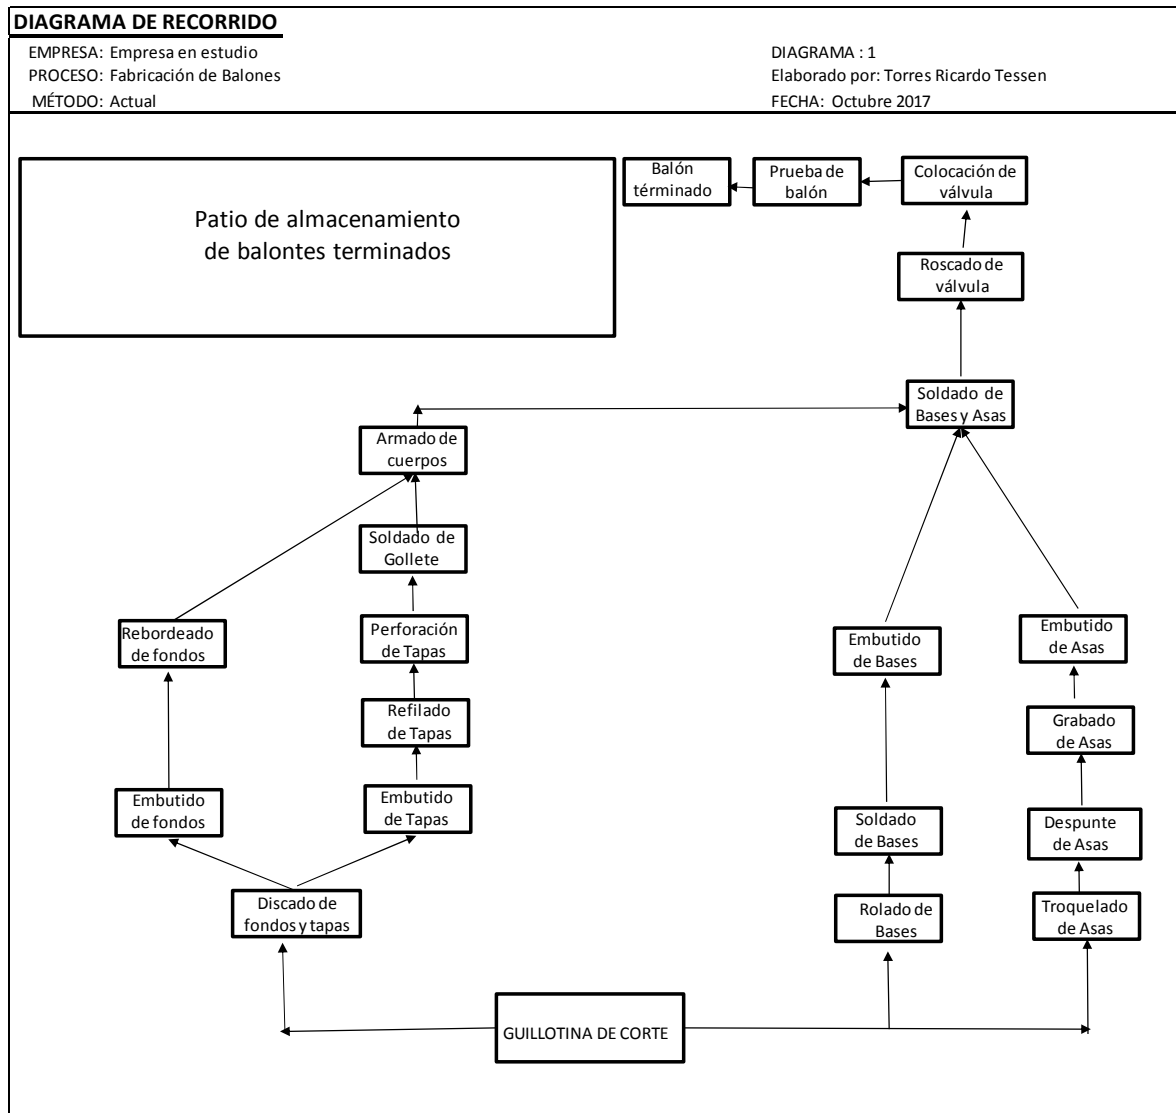 DIAGRAMA DE RECORRIDO
EMPRESA: Empresa en estudio
PROCESO: Fabricación de Balones
MÉTODO: Actual
DIAGRAMA : 1
Elaborado por: Torres Ricardo Tessen
FECHA: Octubre 2017
Patio de almacenamiento
de balontes terminados
Balón
términado
Prueba de
balón
Colocación de
válvula
Roscado de
válvula
Soldado de
Bases y Asas
Armado de
cuerpos
Soldado de
Gollete
Rebordeado
de fondos
Perforación
de Tapas
Embutido
de Bases
Embutido
de Asas
Refilado
de Tapas
Grabado
de Asas
Embutido
de fondos
Embutido
de Tapas
Soldado
de Bases
Despunte
de Asas
Discado de
fondos y tapas
Rolado de
Bases
Troquelado
de Asas
GUILLOTINA DE CORTE